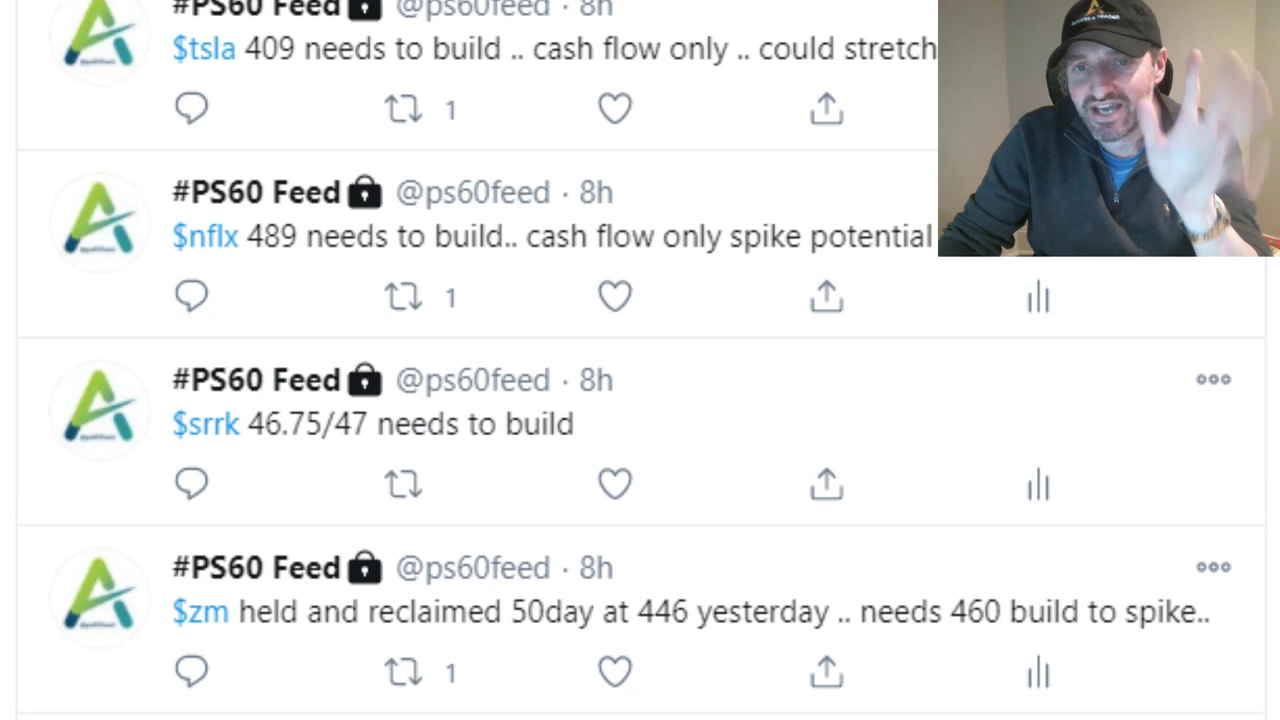 #PS60 Feed @ps60feed · 8h
$tsla 409 needs to build .. cash flow only .. could stretch
1
ACCESS A TRADER
#PS60 Feed @ps60feed · 8h
$nflx 489 needs to build.. cash flow only spike potential
1
#PS60 Feed @ps60feed · 8h
$srrk 46.75/47 needs to build
#PS60 Feed @ps60feed · 8h
$zm held and reclaimed 50day at 446 yesterday .. needs 460 build to spike..
1